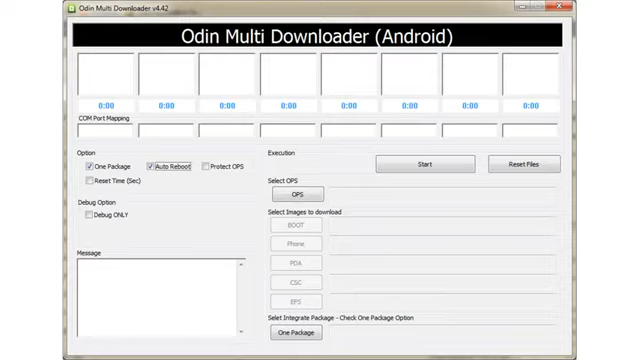 Odin Multi Downloader v4.42
Odin Multi Downloader (Android)
0:00 0:00 0:00 0:00 0:00 0:00 0:00 0:00
COM Port Mapping
Option
One Package Auto Reboot Protect OPS
Reset Time (Sec)
Debug Option
Debug ONLY
Message
Execution
Start Reset Files
Select OPS
OPS
Select Images to download
BOOT
Phone
PDA
CSC
EFS
Selet Integrate Package - Check One Package Option
One Package